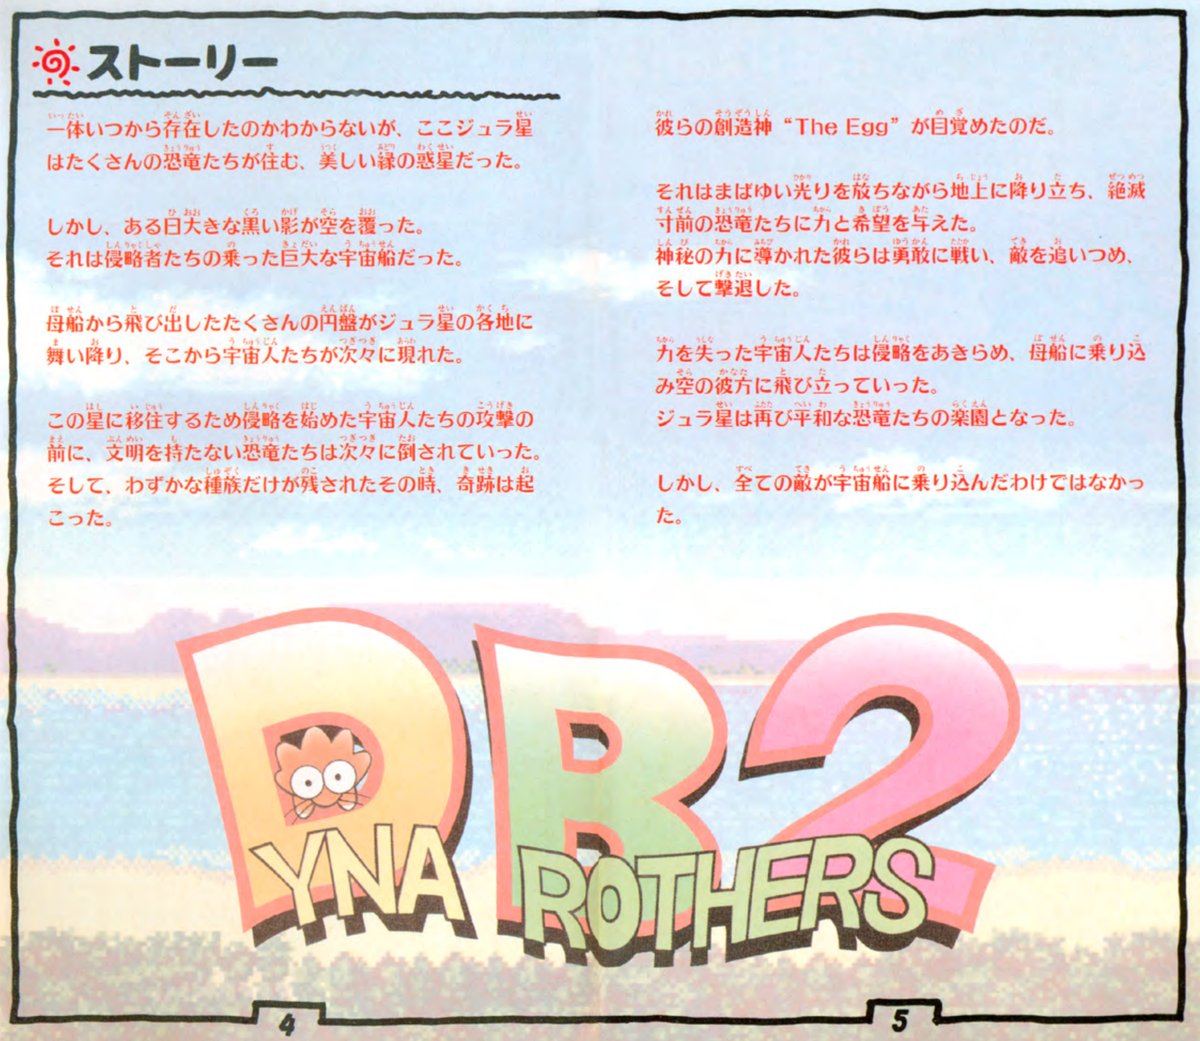 ストーリー
一体いつから存在したのかわからないが、ここジュラ星
はたくさんの恐竜たちが住む、美しい緑の惑星だった。
しかし、ある日大きな黒い影が空を覆った。
それは侵略者たちの乗った巨大な宇宙船だった。
母船から飛び出したたくさんの円盤がジュラ星の各地に
舞い降り、そこから宇宙人たちが次々に現れた。
この星に移住するため侵略を始めた宇宙人たちの攻撃の
前に、文明を持たない恐竜たちは次々に倒されていった。
そして、わずかな種族だけが残されたその時、奇跡は起
こった。
彼らの創造神“The Egg”が目覚めたのだ。
それはまばゆい光りを放ちながら地上に降り立ち、絶滅
寸前の恐竜たちに力と希望を与えた。
神秘の力に導かれた彼らは勇敢に戦い、敵を追いつめ、
そして撃退した。
力を失った宇宙人たちは侵略をあきらめ、母船に乗り込
み空の彼方に飛び立っていった。
ジュラ星は再び平和な恐竜たちの楽園となった。
しかし、全ての敵が宇宙船に乗り込んだわけではなかっ
た。
DYNA BROTHERS 2
4
5